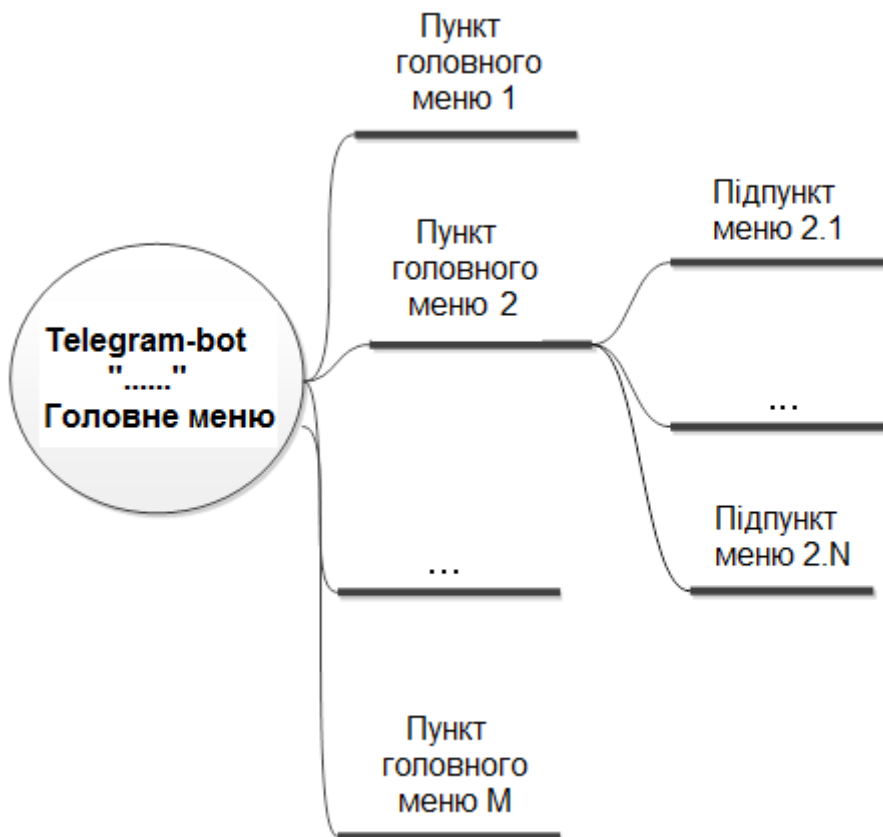 Пункт
головного
меню 1
Telegram-bot
"......"
Головне меню
Пункт
головного
меню 2
Підпункт
меню 2.1
...
Підпункт
меню 2.N
...
Пункт
головного
меню M